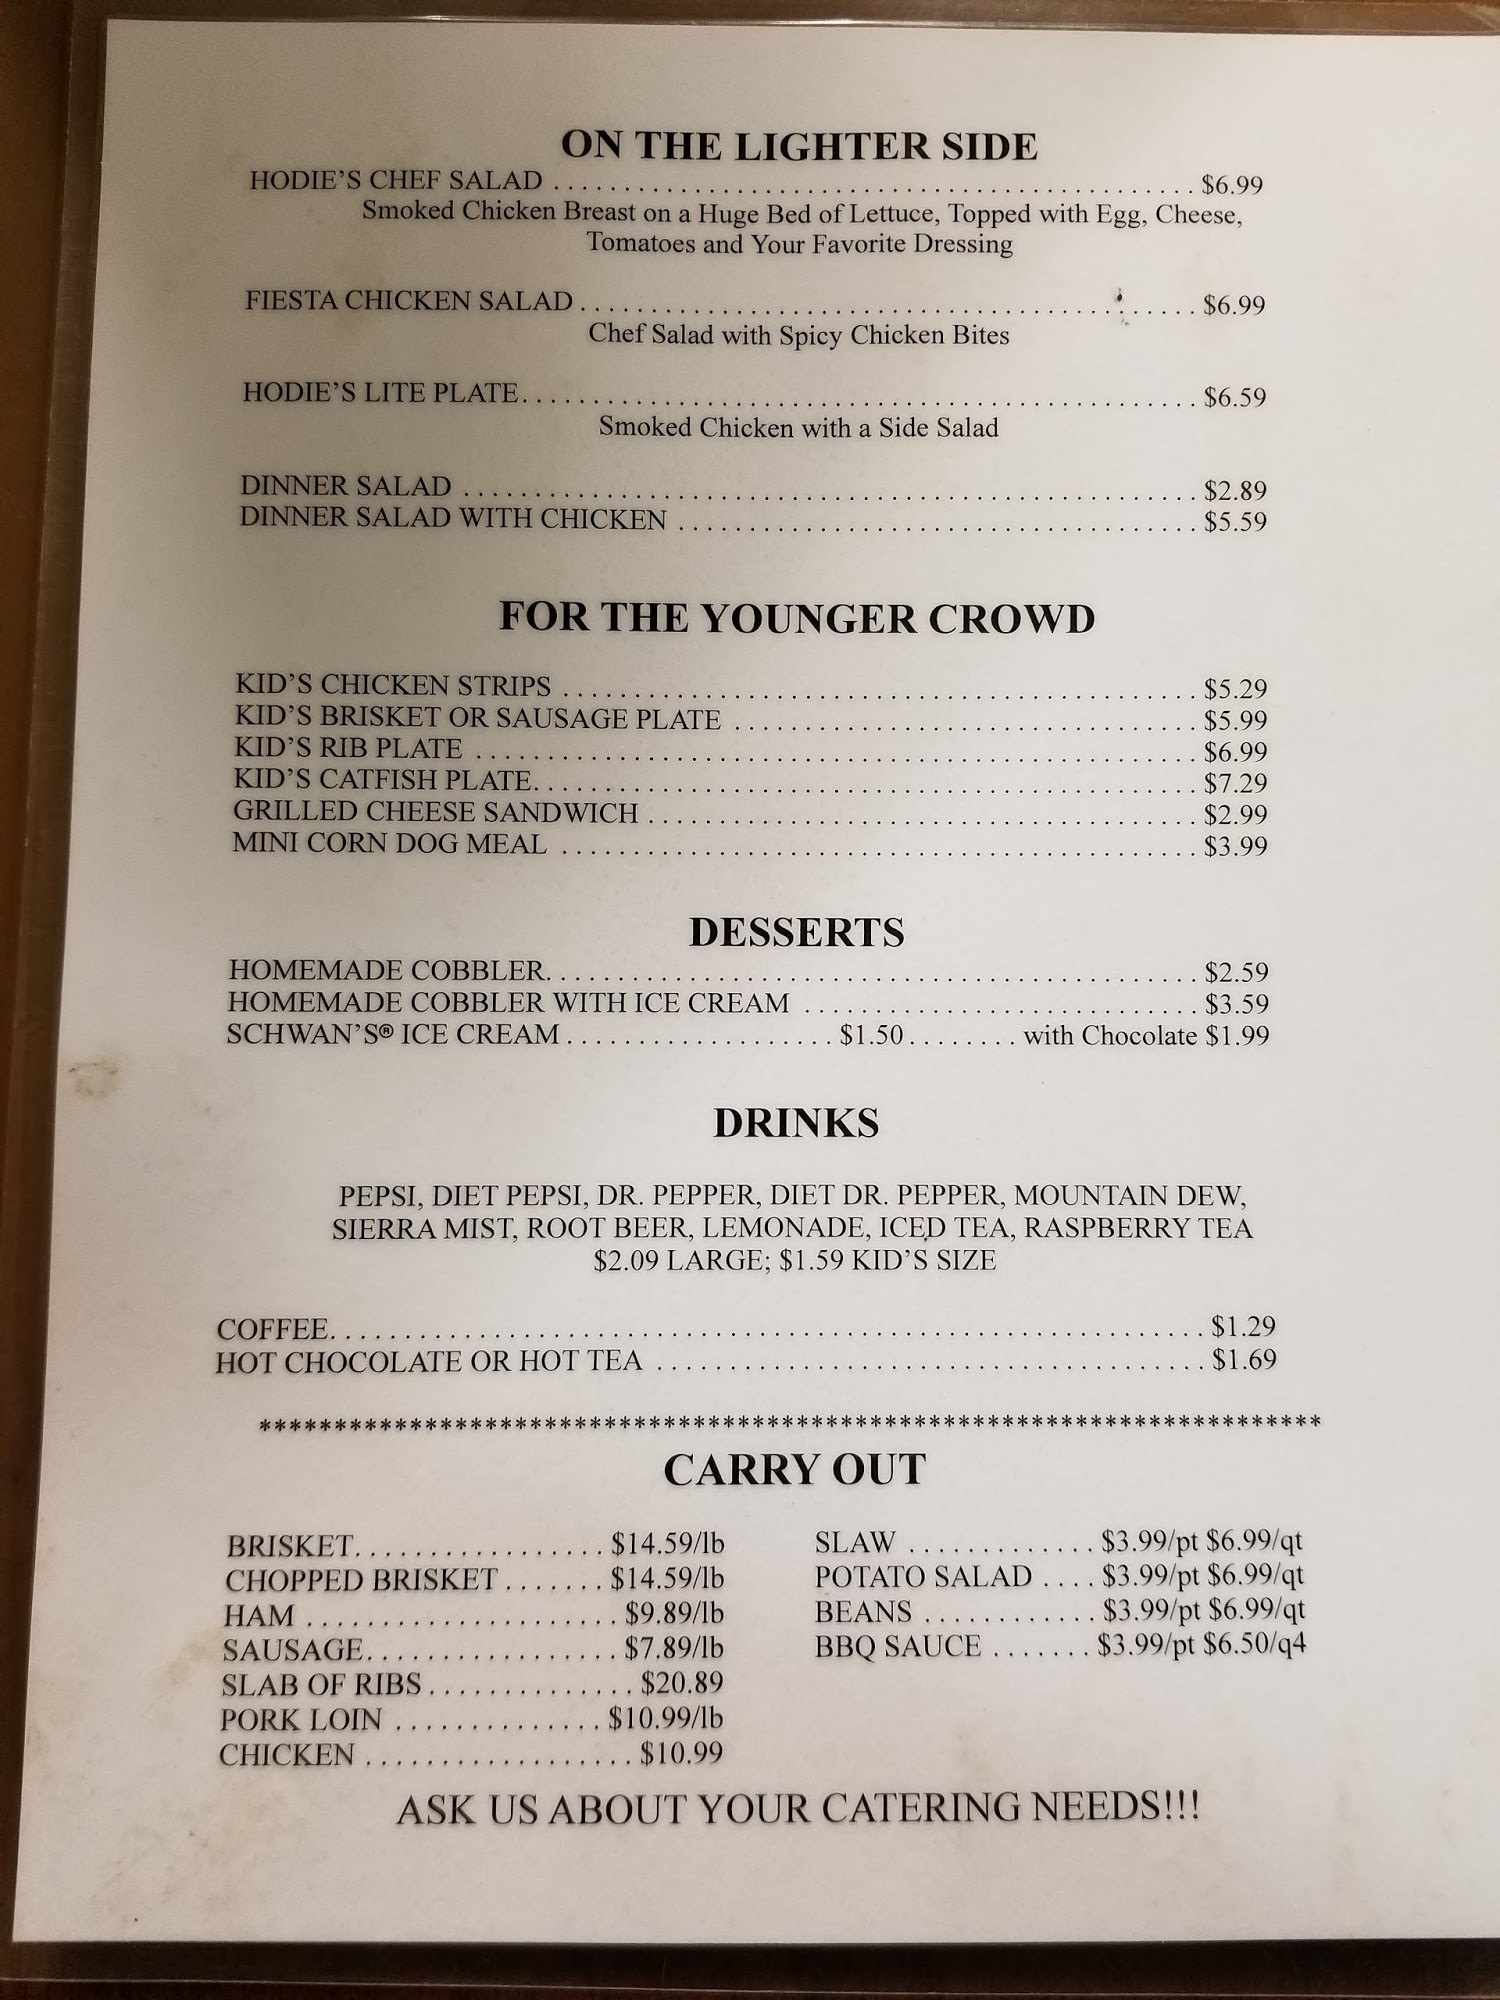 ON THE LIGHTER SIDE
HODIE'S CHEF SALAD . . . . . . . . . . . . . . . . . . . . $6.99
Smoked Chicken Breast on a Huge Bed of Lettuce, Topped with Egg, Cheese,
Tomatoes and Your Favorite Dressing
FIESTA CHICKEN SALAD . . . . . . . . . . . . . . . . . . . . $6.99
Chef Salad with Spicy Chicken Bites
HODIE'S LITE PLATE . . . . . . . . . . . . . . . . . . . . $6.59
Smoked Chicken with a Side Salad
DINNER SALAD . . . . . . . . . . . . . . . . . . . . $2.89
DINNER SALAD WITH CHICKEN . . . . . . . . . . . . . . . . . . . . $5.59
FOR THE YOUNGER CROWD
KID'S CHICKEN STRIPS . . . . . . . . . . . . . . . . . . . . $5.29
KID'S BRISKET OR SAUSAGE PLATE . . . . . . . . . . . . . . . . . . . . $5.99
KID'S RIB PLATE . . . . . . . . . . . . . . . . . . . . $6.99
KID'S CATFISH PLATE . . . . . . . . . . . . . . . . . . . . $7.29
GRILLED CHEESE SANDWICH . . . . . . . . . . . . . . . . . . . . $2.99
MINI CORN DOG MEAL . . . . . . . . . . . . . . . . . . . . $3.99
DESSERTS
HOMEMADE COBBLER . . . . . . . . . . . . . . . . . . . . $2.59
HOMEMADE COBBLER WITH ICE CREAM . . . . . . . . . . . . . . . . . . . . $3.59
SCHWAN'S® ICE CREAM . . . . . . . . . . . . . . . . . . . $1.50 . . . . . . . . with Chocolate $1.99
DRINKS
PEPSI, DIET PEPSI, DR. PEPPER, DIET DR. PEPPER, MOUNTAIN DEW,
SIERRA MIST, ROOT BEER, LEMONADE, ICED TEA, RASPBERRY TEA
$2.09 LARGE; $1.59 KID'S SIZE
COFFEE . . . . . . . . . . . . . . . . . . . . $1.29
HOT CHOCOLATE OR HOT TEA . . . . . . . . . . . . . . . . . . . . $1.69
***********************************************************************
CARRY OUT
BRISKET . . . . . . . . . . . . . . . . . $14.59/lb
CHOPPED BRISKET . . . . . . . $14.59/lb
HAM . . . . . . . . . . . . . . . . . . . . . . $9.89/lb
SAUSAGE . . . . . . . . . . . . . . . . . . $7.89/lb
SLAB OF RIBS . . . . . . . . . . . . . . $20.89
PORK LOIN . . . . . . . . . . . . . . $10.99/lb
CHICKEN . . . . . . . . . . . . . . . . . . $10.99
SLAW . . . . . . . . . . . . . $3.99/pt $6.99/qt
POTATO SALAD . . . . $3.99/pt $6.99/qt
BEANS . . . . . . . . . . . . $3.99/pt $6.99/qt
BBQ SAUCE . . . . . . . $3.99/pt $6.50/q4
ASK US ABOUT YOUR CATERING NEEDS!!!